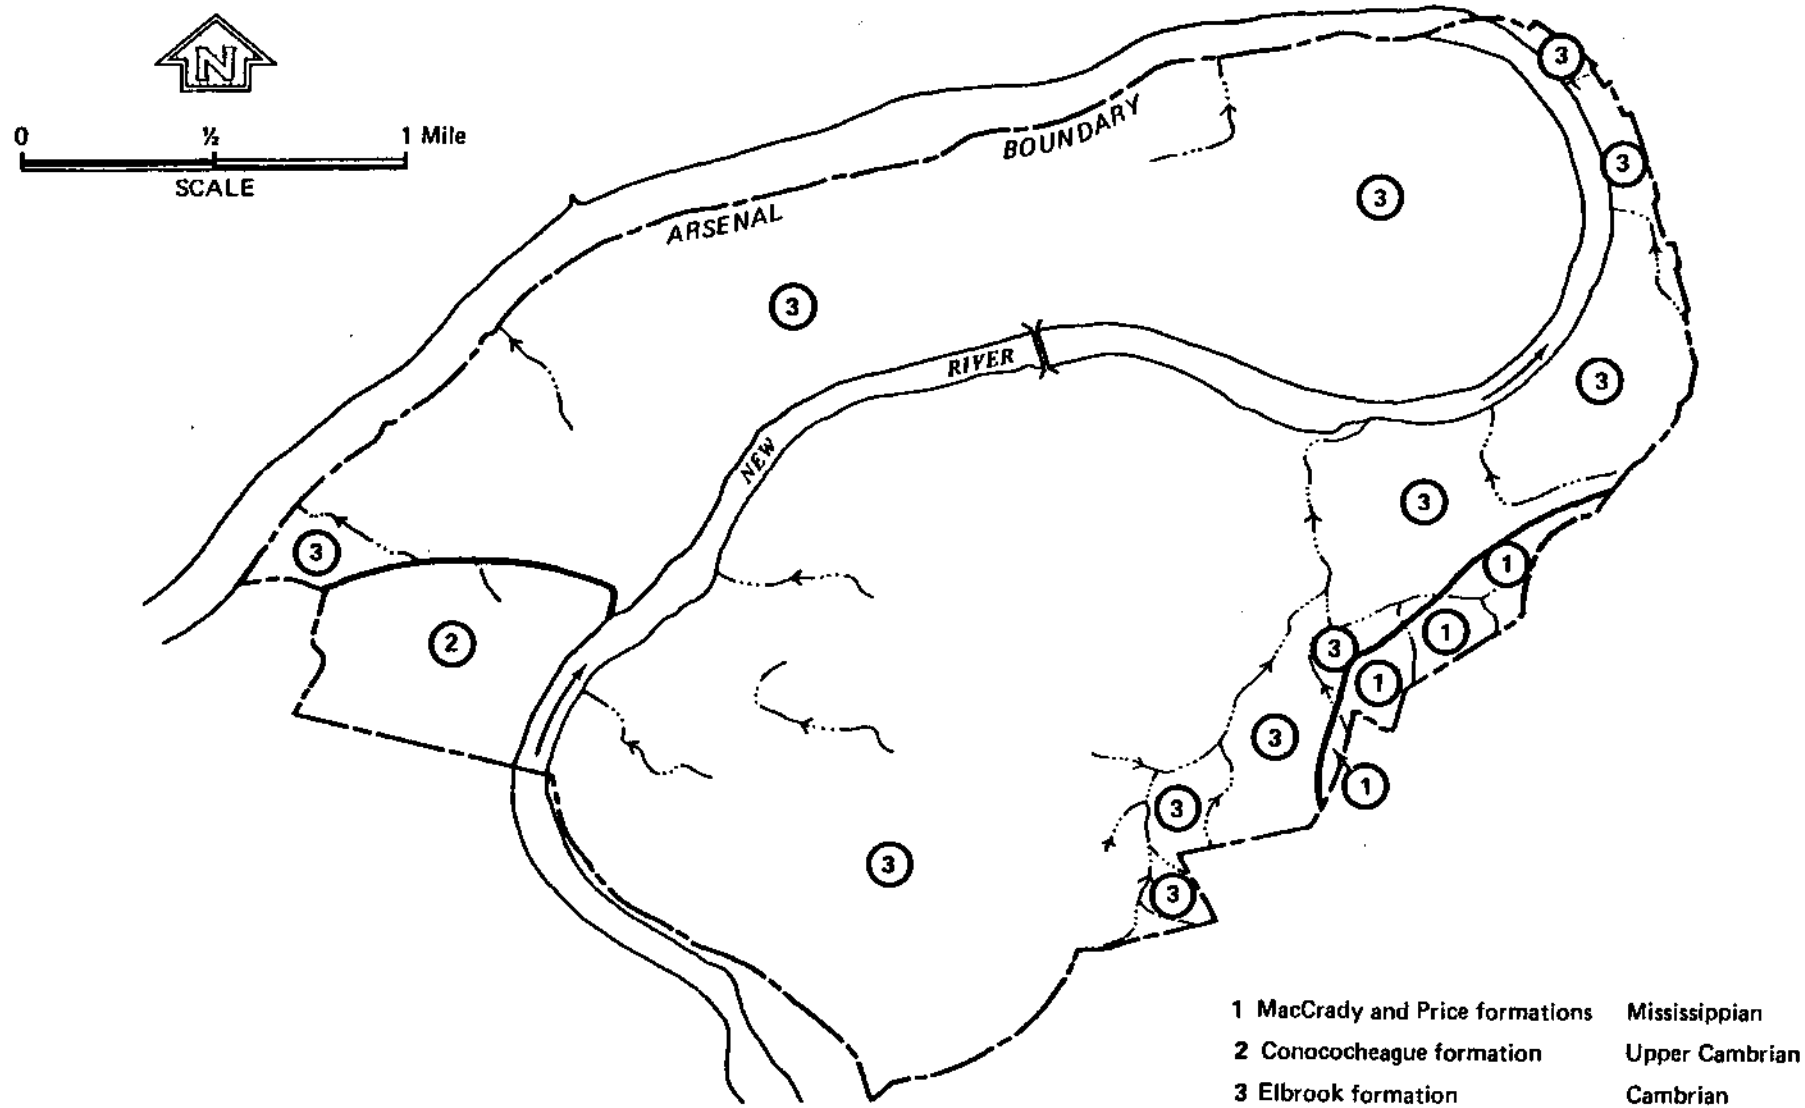 N
0 ½ 1 Mile
SCALE
ARSENAL BOUNDARY
NEW RIVER
3
3
3
3
3
3
3
2
1
1
3
1
3
1
3
3
3
1 MacCrady and Price formations Mississippian
2 Conococheague formation Upper Cambrian
3 Elbrook formation Cambrian